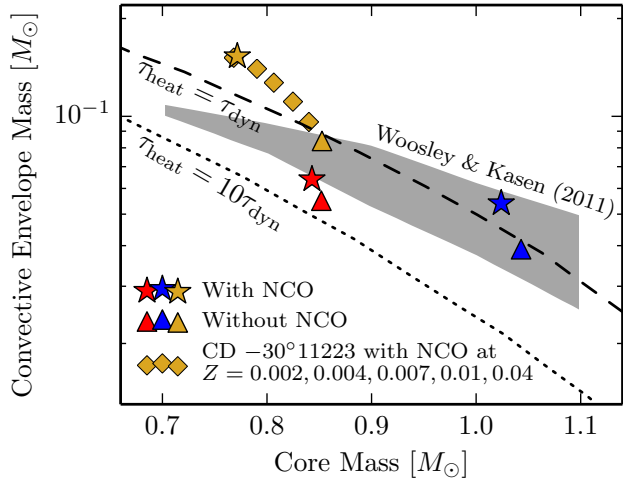 Convective Envelope Mass [M⊙]
10⁻¹
τheat = τdyn
τheat = 10τdyn
Woosley & Kasen (2011)
With NCO
Without NCO
CD −30°11223 with NCO at
Z = 0.002, 0.004, 0.007, 0.01, 0.04
0.7 0.8 0.9 1.0 1.1
Core Mass [M⊙]